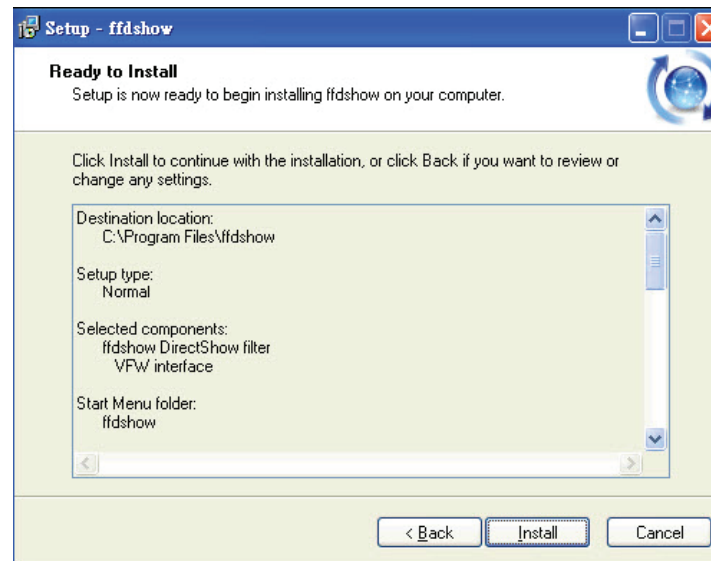 Setup - ffdshow
Ready to Install
Setup is now ready to begin installing ffdshow on your computer.
Click Install to continue with the installation, or click Back if you want to review or
change any settings.
Destination location:
C:\Program Files\ffdshow
Setup type:
Normal
Selected components:
ffdshow DirectShow filter
VFW interface
Start Menu folder:
ffdshow
< Back
Install
Cancel